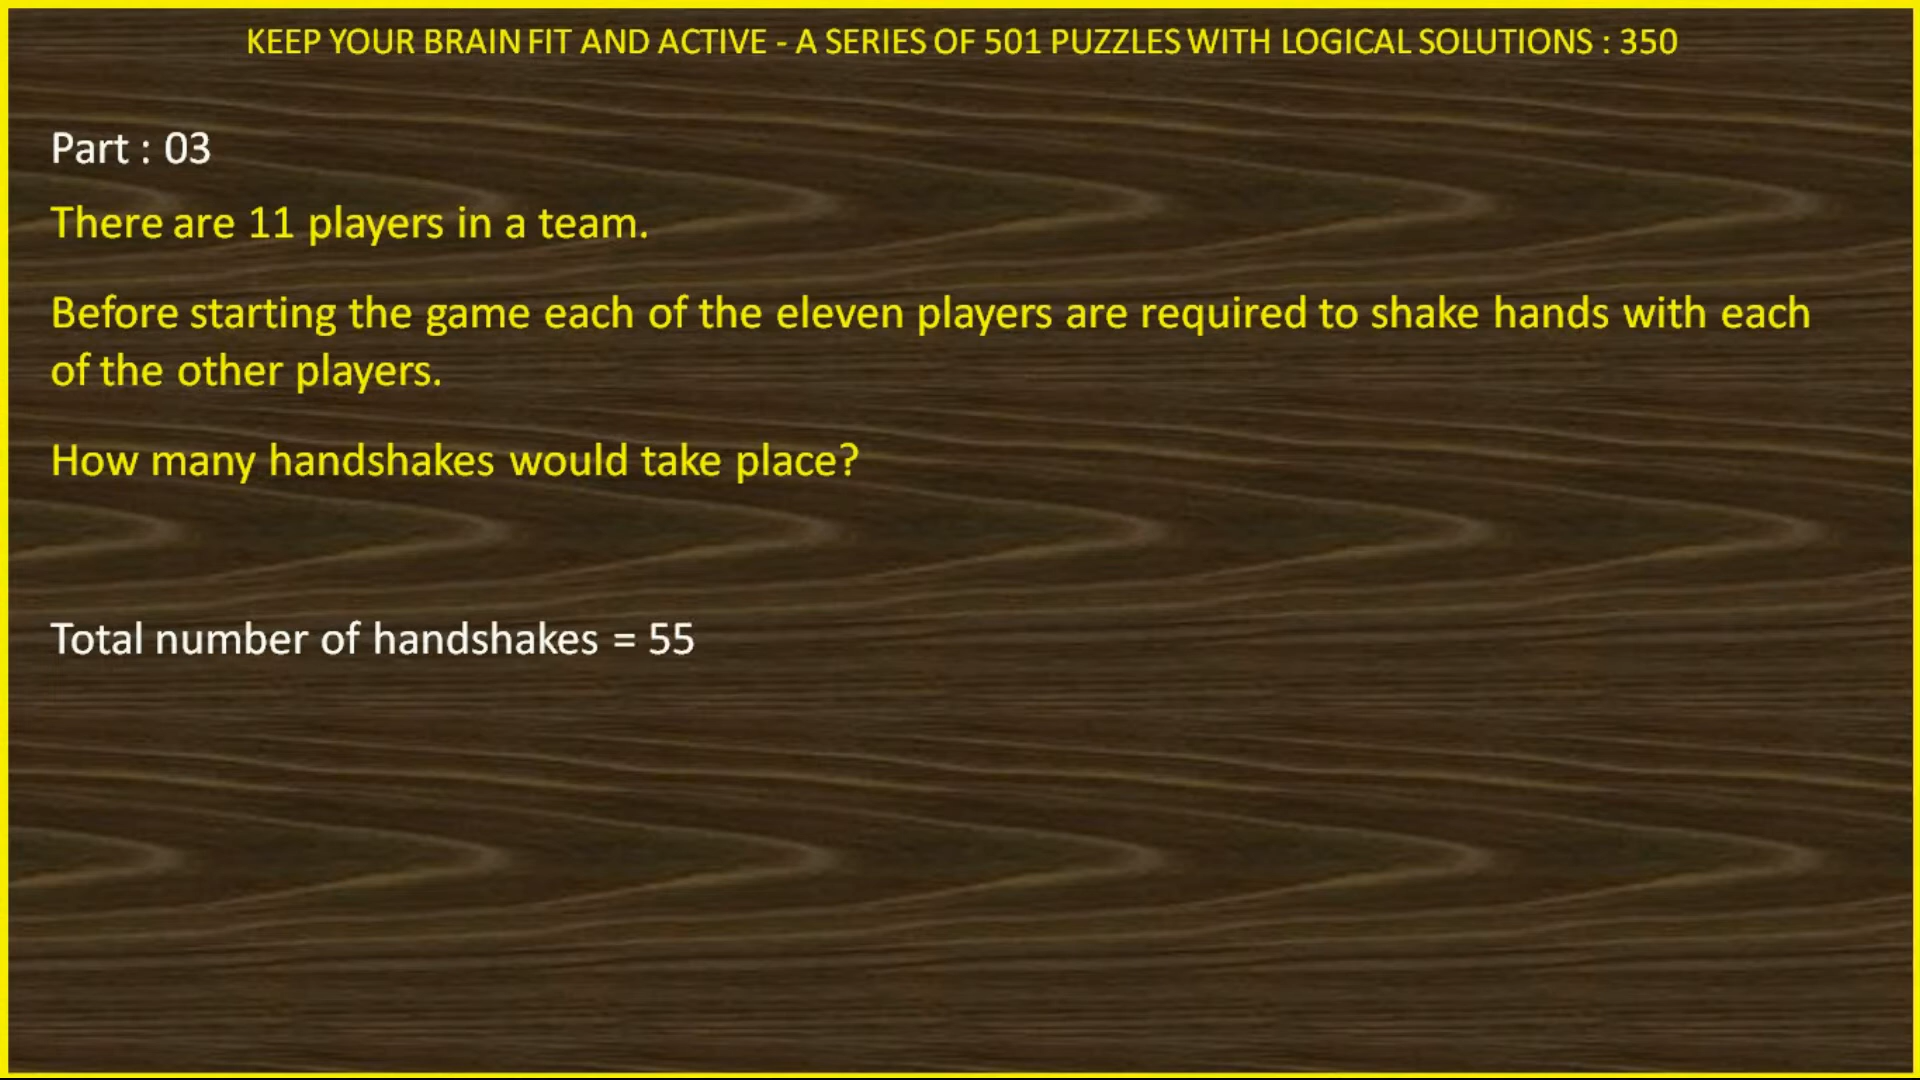 KEEP YOUR BRAIN FIT AND ACTIVE - A SERIES OF 501 PUZZLES WITH LOGICAL SOLUTIONS : 350
Part : 03
There are 11 players in a team.
Before starting the game each of the eleven players are required to shake hands with each
of the other players.
How many handshakes would take place?
Total number of handshakes = 55